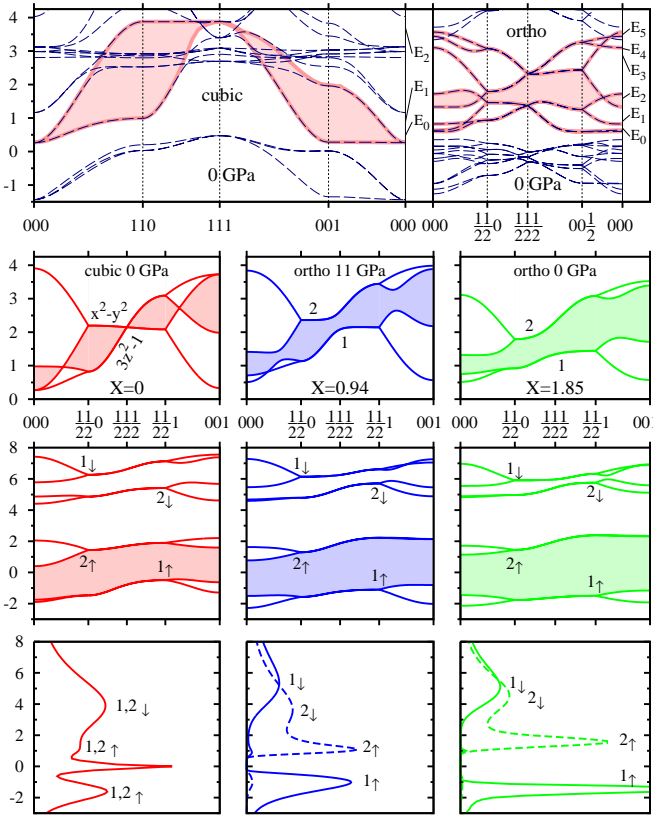 4
3
2
1
0
-1
cubic
0 GPa
E₂
E₁
E₀
ortho
0 GPa
E₅
E₄
E₃
E₂
E₁
E₀
000 110 111 001 000
000 11/22 0 111/222 00 1/2 000
4
3
2
1
0
cubic 0 GPa
x²-y²
3z²-1
X=0
ortho 11 GPa
2
1
X=0.94
ortho 0 GPa
2
1
X=1.85
000 11/22 0 111/222 11/22 1 001
000 11/22 0 111/222 11/22 1 001
000 11/22 0 111/222 11/22 1 001
8
6
4
2
0
-2
1↓
2↓
2↑
1↑
1↓
2↓
2↑
1↑
1↓
2↓
2↑
1↑
8
6
4
2
0
-2
1,2 ↓
1,2 ↑
1,2 ↑
1↓
2↓
2↑
1↑
1↓
2↓
2↑
1↑